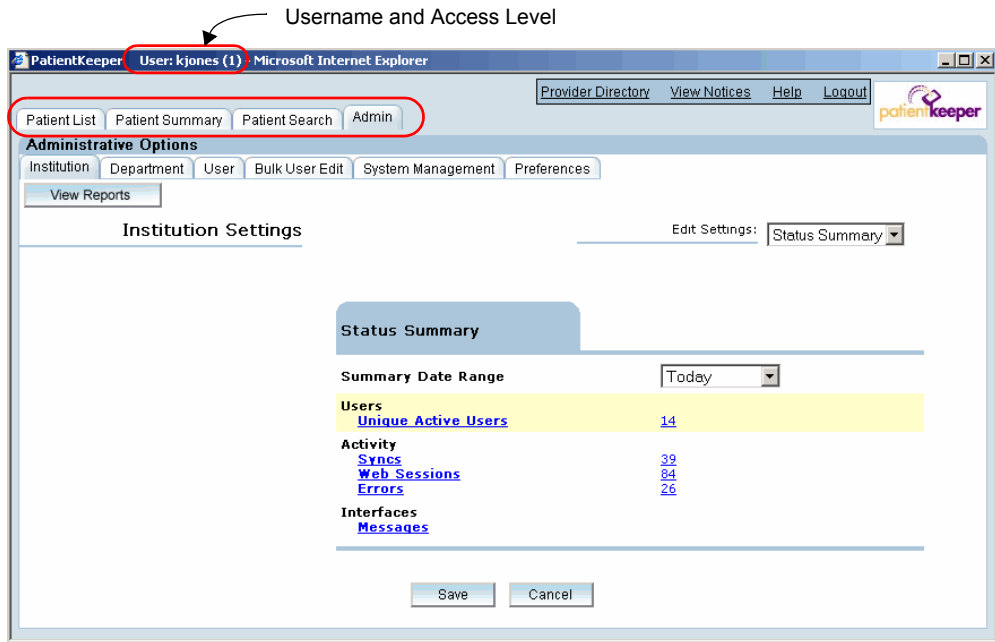 Username and Access Level
PatientKeeper User: kjones (1) - Microsoft Internet Explorer
Provider Directory View Notices Help Logout
patientkeeper
Patient List Patient Summary Patient Search Admin
Administrative Options
Institution Department User Bulk User Edit System Management Preferences
View Reports
Institution Settings
Edit Settings: Status Summary
Status Summary
Summary Date Range Today
Users
Unique Active Users 14
Activity
Syncs 39
Web Sessions 84
Errors 26
Interfaces
Messages
Save Cancel